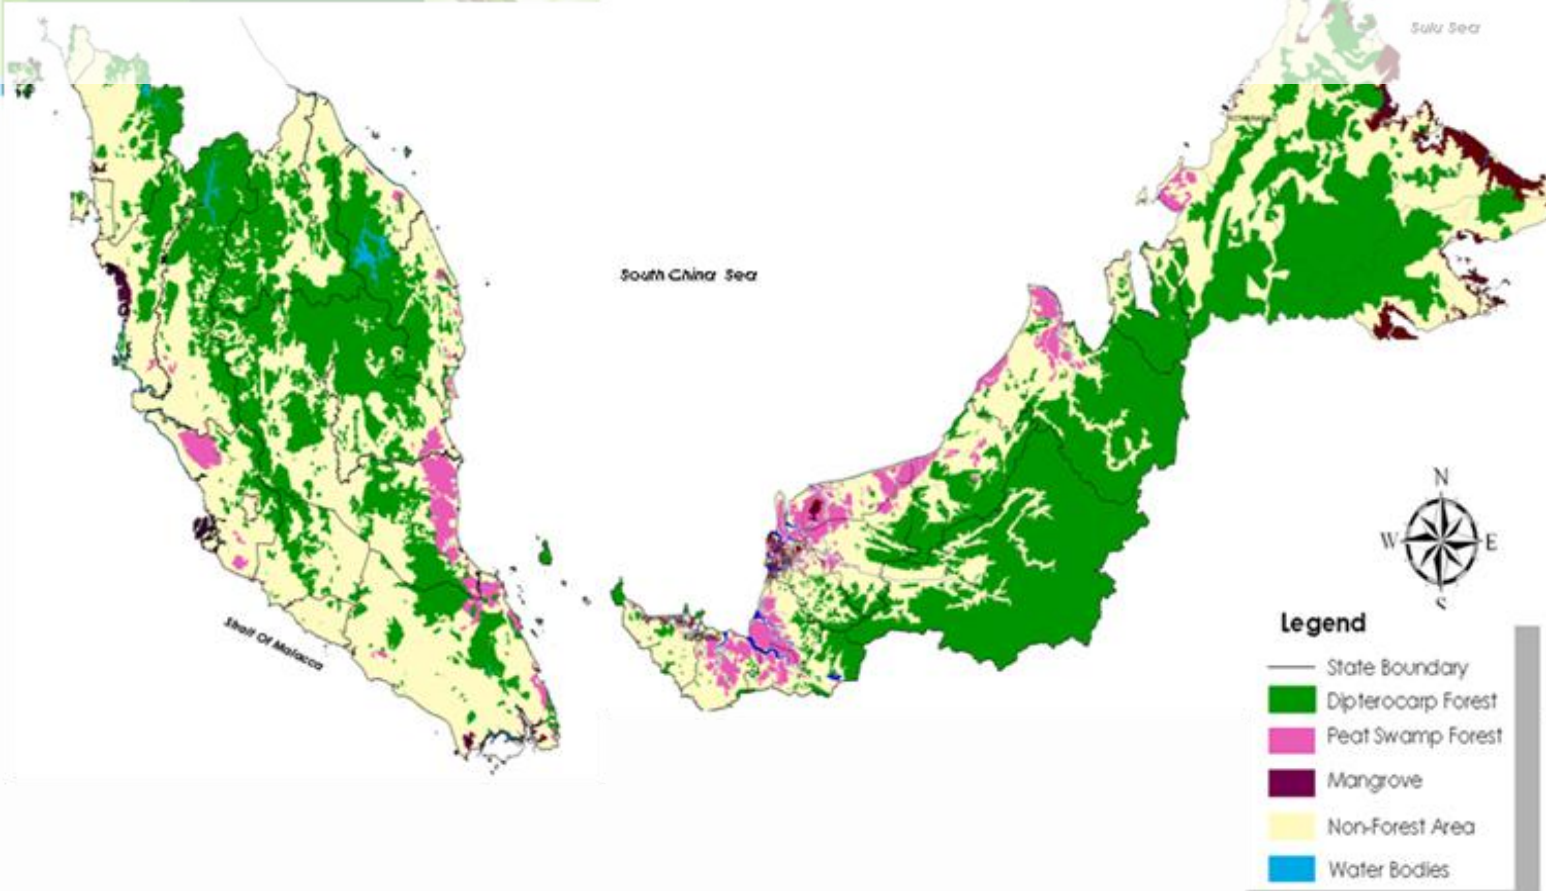 Sulu Sea
South China Sea
Strait Of Malacca
N
W
E
S
Legend
State Boundary
Dipterocarp Forest
Peat Swamp Forest
Mangrove
Non-Forest Area
Water Bodies